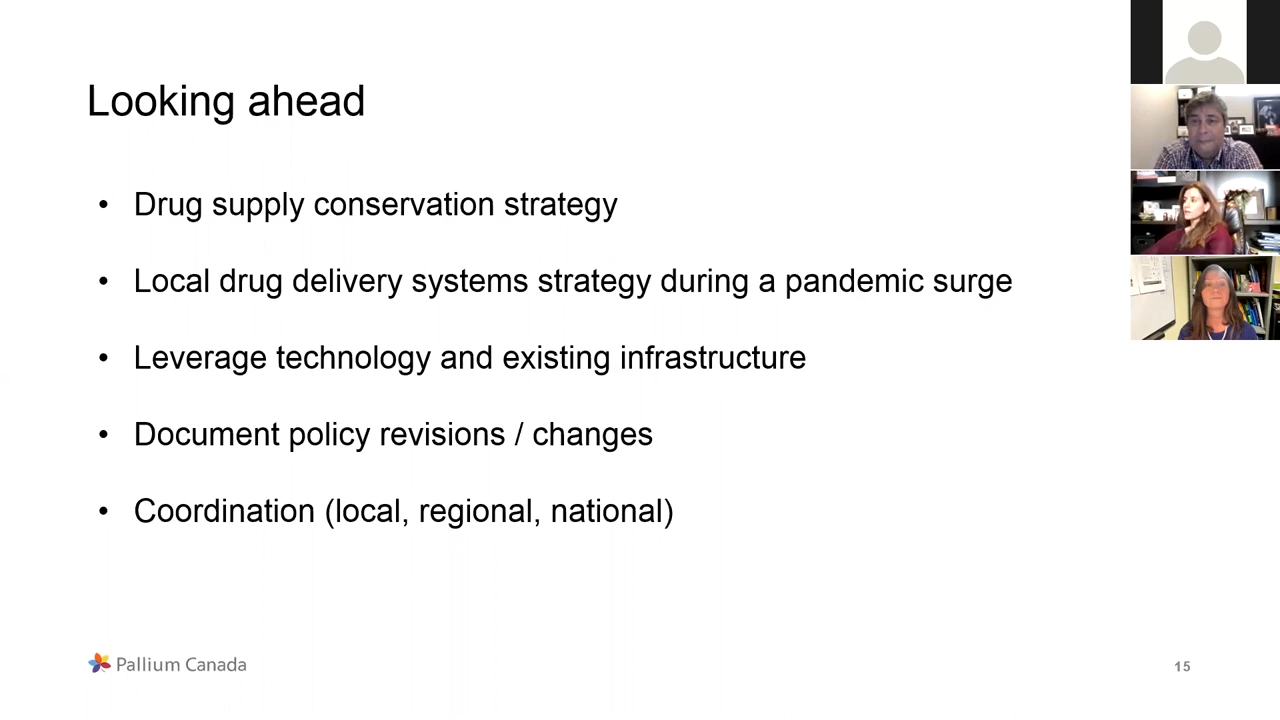 Looking ahead
• Drug supply conservation strategy
• Local drug delivery systems strategy during a pandemic surge
• Leverage technology and existing infrastructure
• Document policy revisions / changes
• Coordination (local, regional, national)
Pallium Canada
15